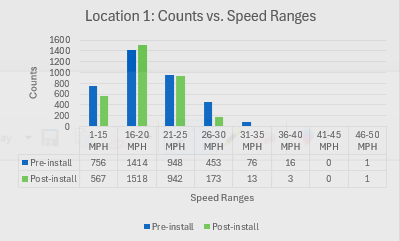 Location 1: Counts vs. Speed Ranges
1600
1400
1200
1000
800
600
400
200
0
Counts
1-15 MPH 16-20 MPH 21-25 MPH 26-30 MPH 31-35 MPH 36-40 MPH 41-45 MPH 46-50 MPH
Pre-install 756 1414 948 453 76 16 0 1
Post-install 567 1518 942 173 13 3 0 1
Speed Ranges
Pre-install Post-install